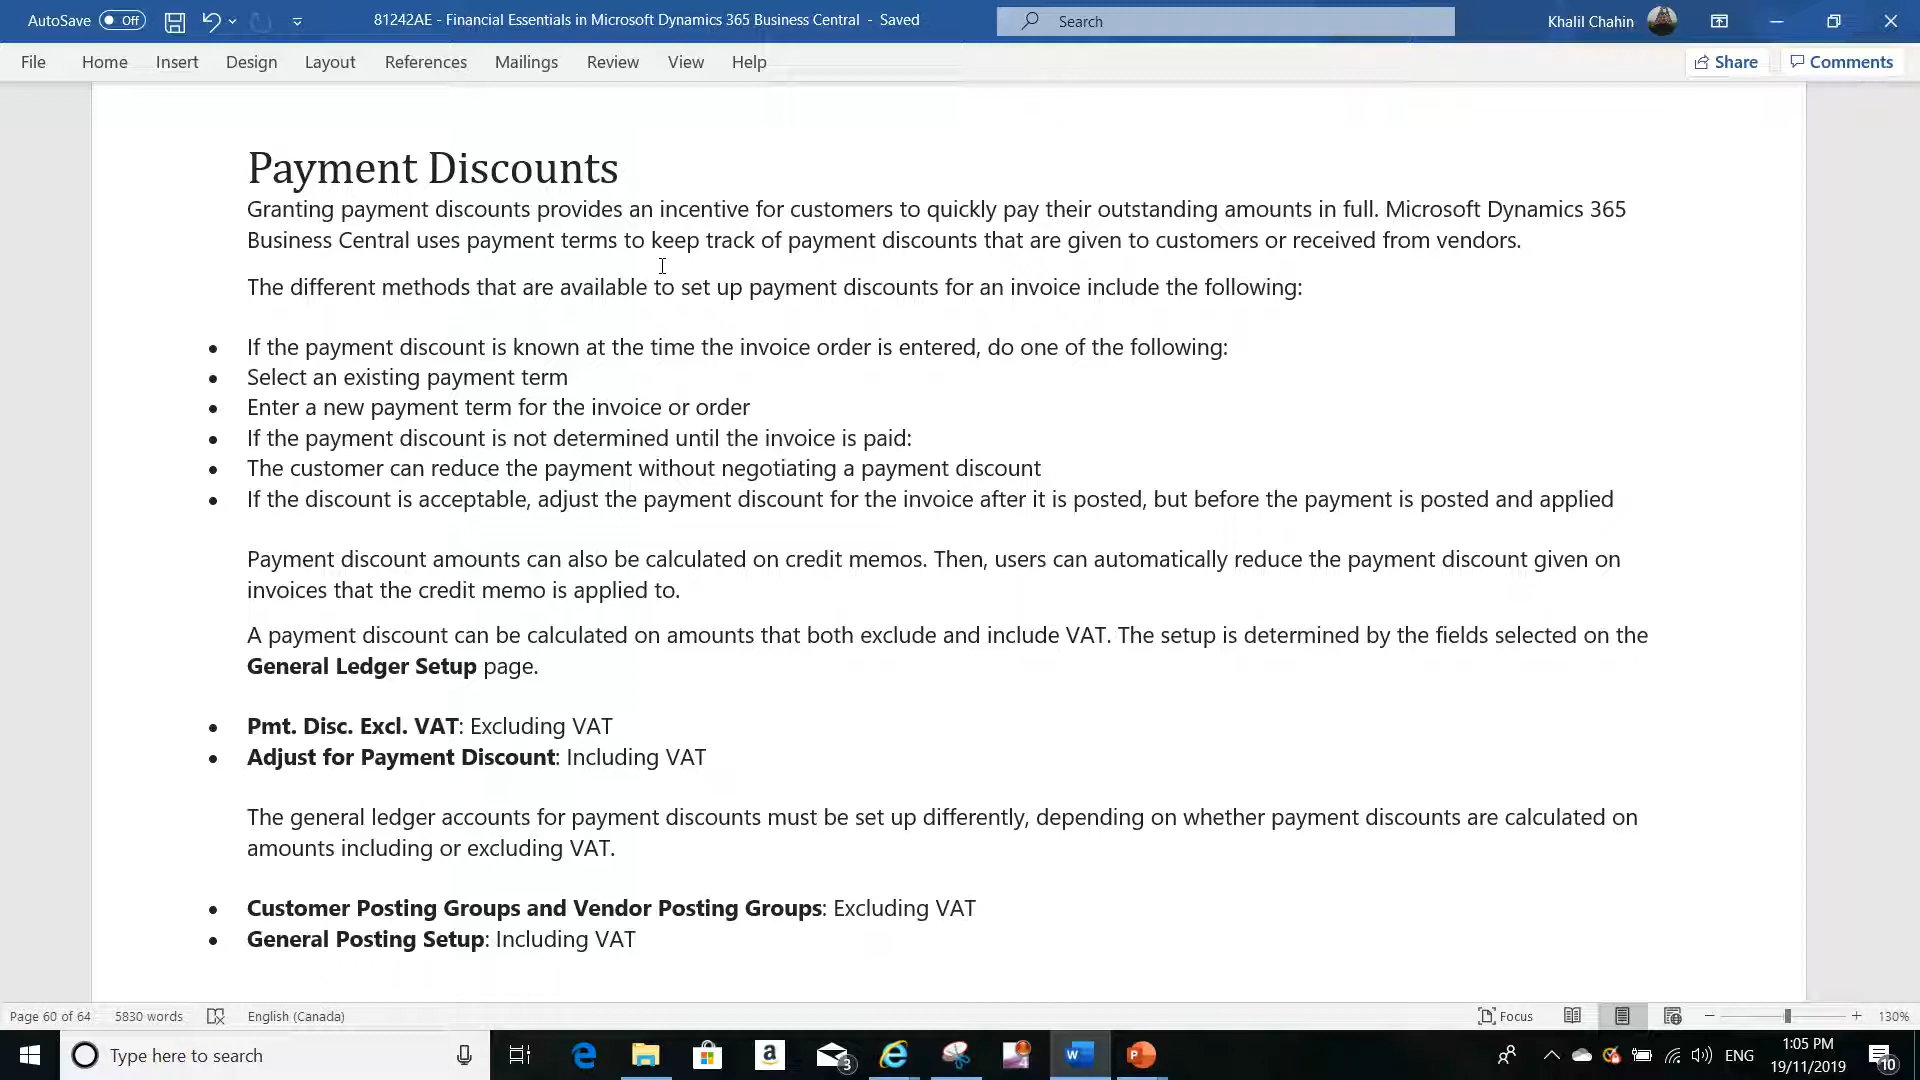 AutoSave Off 81242AE - Financial Essentials in Microsoft Dynamics 365 Business Central - Saved Search Khalil Chahin
File Home Insert Design Layout References Mailings Review View Help Share Comments
Payment Discounts
Granting payment discounts provides an incentive for customers to quickly pay their outstanding amounts in full. Microsoft Dynamics 365
Business Central uses payment terms to keep track of payment discounts that are given to customers or received from vendors.
The different methods that are available to set up payment discounts for an invoice include the following:
• If the payment discount is known at the time the invoice order is entered, do one of the following:
• Select an existing payment term
• Enter a new payment term for the invoice or order
• If the payment discount is not determined until the invoice is paid:
• The customer can reduce the payment without negotiating a payment discount
• If the discount is acceptable, adjust the payment discount for the invoice after it is posted, but before the payment is posted and applied
Payment discount amounts can also be calculated on credit memos. Then, users can automatically reduce the payment discount given on
invoices that the credit memo is applied to.
A payment discount can be calculated on amounts that both exclude and include VAT. The setup is determined by the fields selected on the
General Ledger Setup page.
• Pmt. Disc. Excl. VAT: Excluding VAT
• Adjust for Payment Discount: Including VAT
The general ledger accounts for payment discounts must be set up differently, depending on whether payment discounts are calculated on
amounts including or excluding VAT.
• Customer Posting Groups and Vendor Posting Groups: Excluding VAT
• General Posting Setup: Including VAT
Page 60 of 64 5830 words English (Canada) Focus 130%
Type here to search 3 ENG 1:05 PM
19/11/2019 10